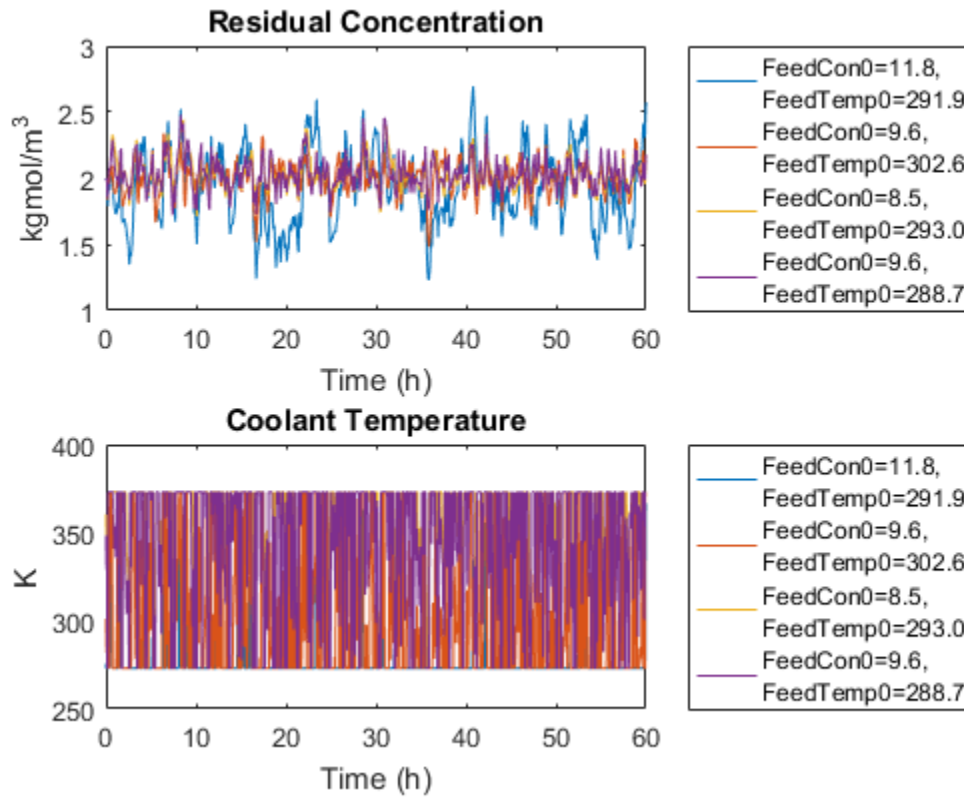 Residual Concentration
3
2.5
2
1.5
1
kgmol/m³
0 10 20 30 40 50 60
Time (h)
FeedCon0=11.8,
FeedTemp0=291.9
FeedCon0=9.6,
FeedTemp0=302.6
FeedCon0=8.5,
FeedTemp0=293.0
FeedCon0=9.6,
FeedTemp0=288.7
Coolant Temperature
400
350
300
250
K
0 10 20 30 40 50 60
Time (h)
FeedCon0=11.8,
FeedTemp0=291.9
FeedCon0=9.6,
FeedTemp0=302.6
FeedCon0=8.5,
FeedTemp0=293.0
FeedCon0=9.6,
FeedTemp0=288.7